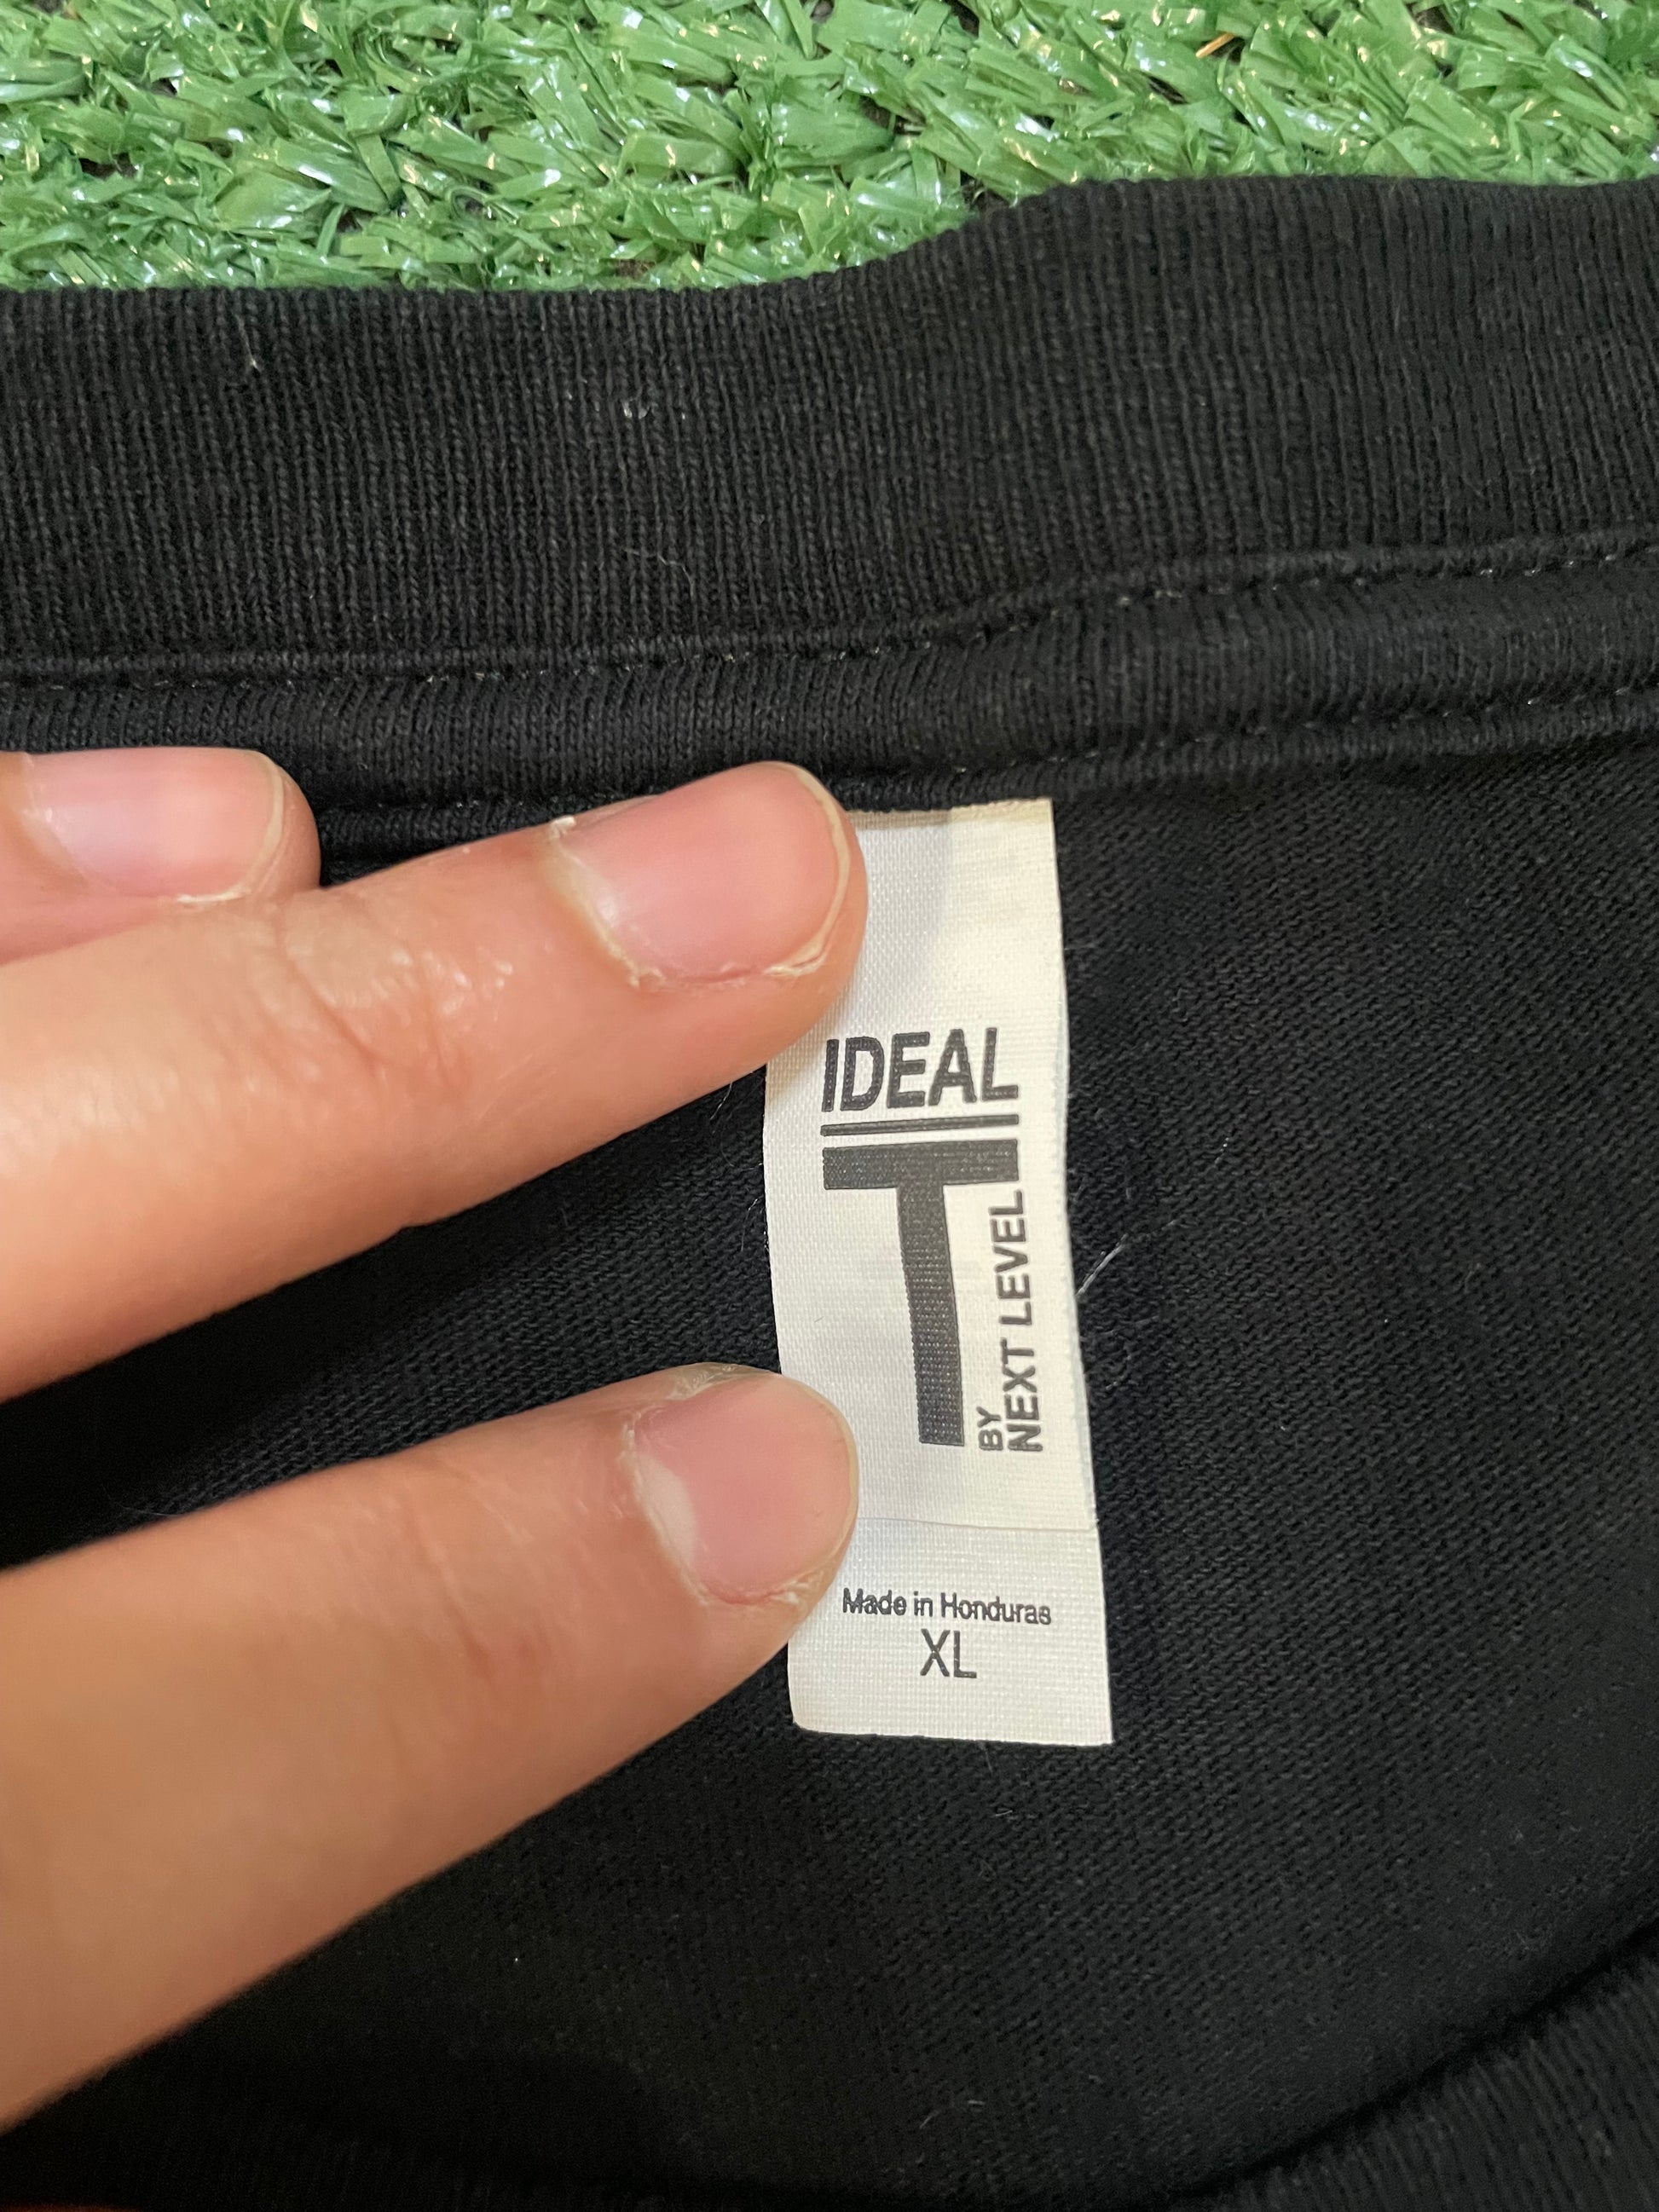 IDEAL
T
BY
NEXT LEVEL
Made in Honduras
XL